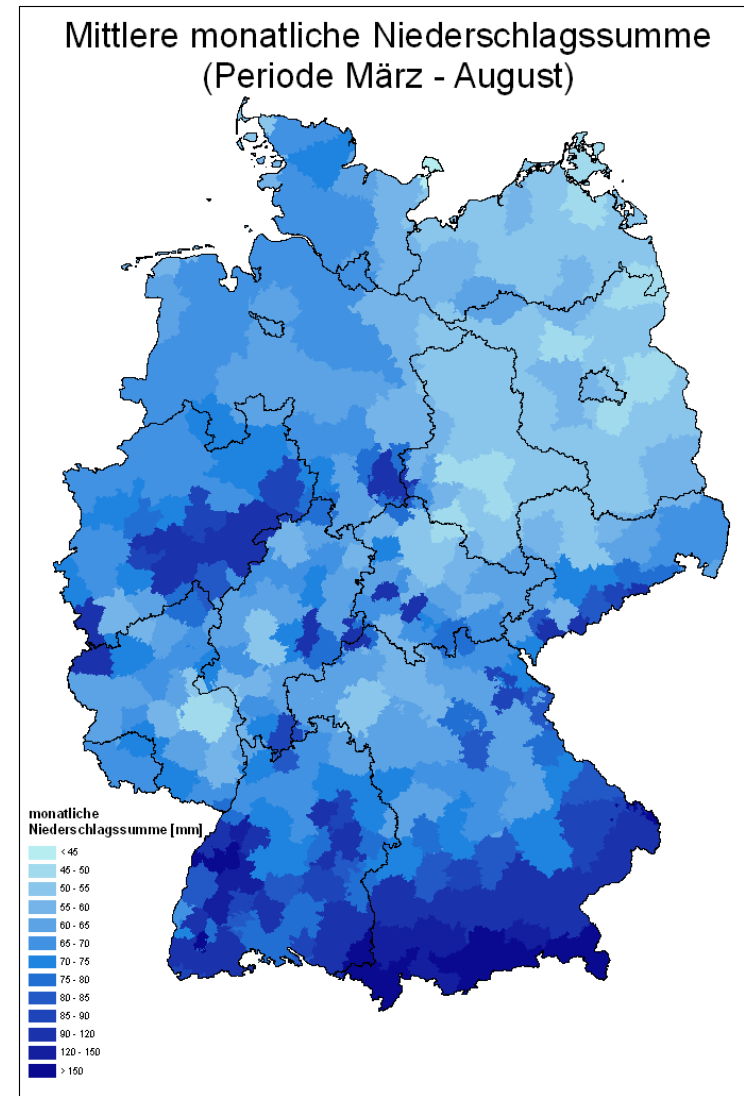 Mittlere monatliche Niederschlagssumme
(Periode März - August)
monatliche
Niederschlagssumme [mm]
< 45
45 - 50
50 - 55
55 - 60
60 - 65
65 - 70
70 - 75
75 - 80
80 - 85
85 - 90
90 - 120
120 - 150
> 150